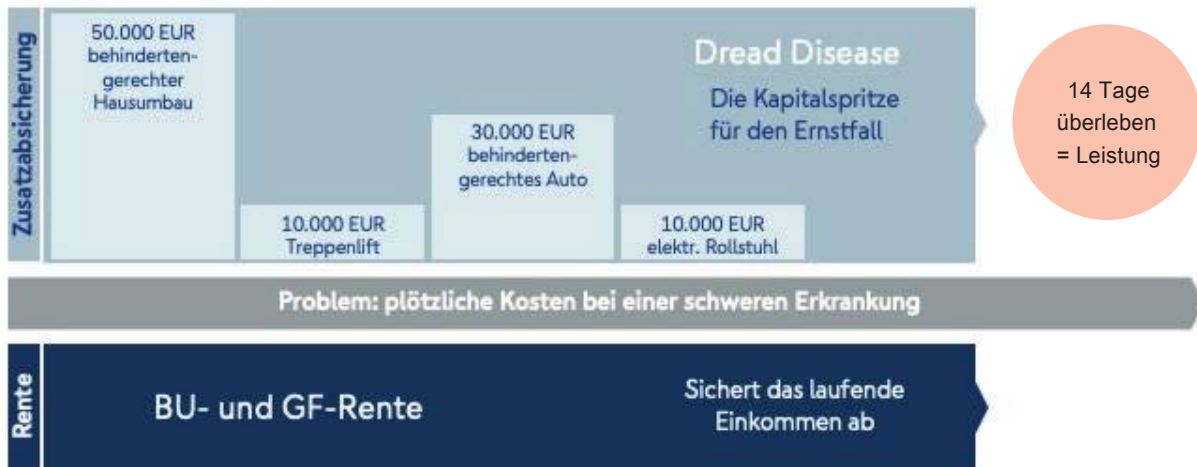 Zusatzabsicherung
50.000 EUR
behinderten-
gerechter
Hausumbau
10.000 EUR
Treppenlift
30.000 EUR
behinderten-
gerechtes Auto
10.000 EUR
elektr. Rollstuhl
Dread Disease
Die Kapitalspritze
für den Ernstfall
14 Tage
überleben
= Leistung
Problem: plötzliche Kosten bei einer schweren Erkrankung
Rente
BU- und GF-Rente
Sichert das laufende
Einkommen ab